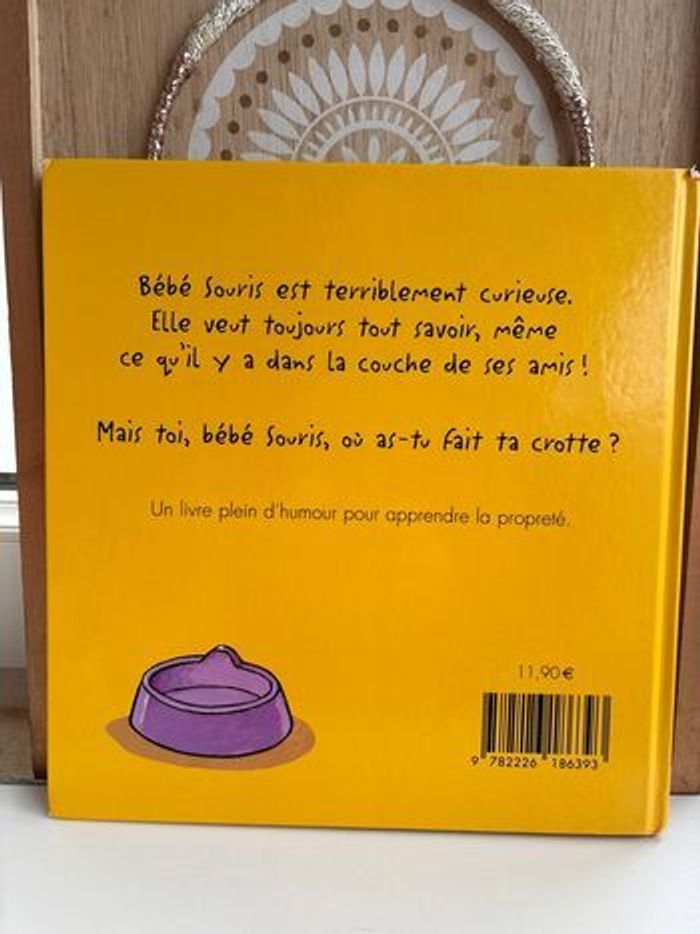 Bébé Souris est terriblement curieuse.
Elle veut toujours tout savoir, même
ce qu'il y a dans la couche de ses amis !
Mais toi, bébé Souris, où as-tu fait ta crotte ?
Un livre plein d'humour pour apprendre la propreté.
11,90 €
9 782226 186393